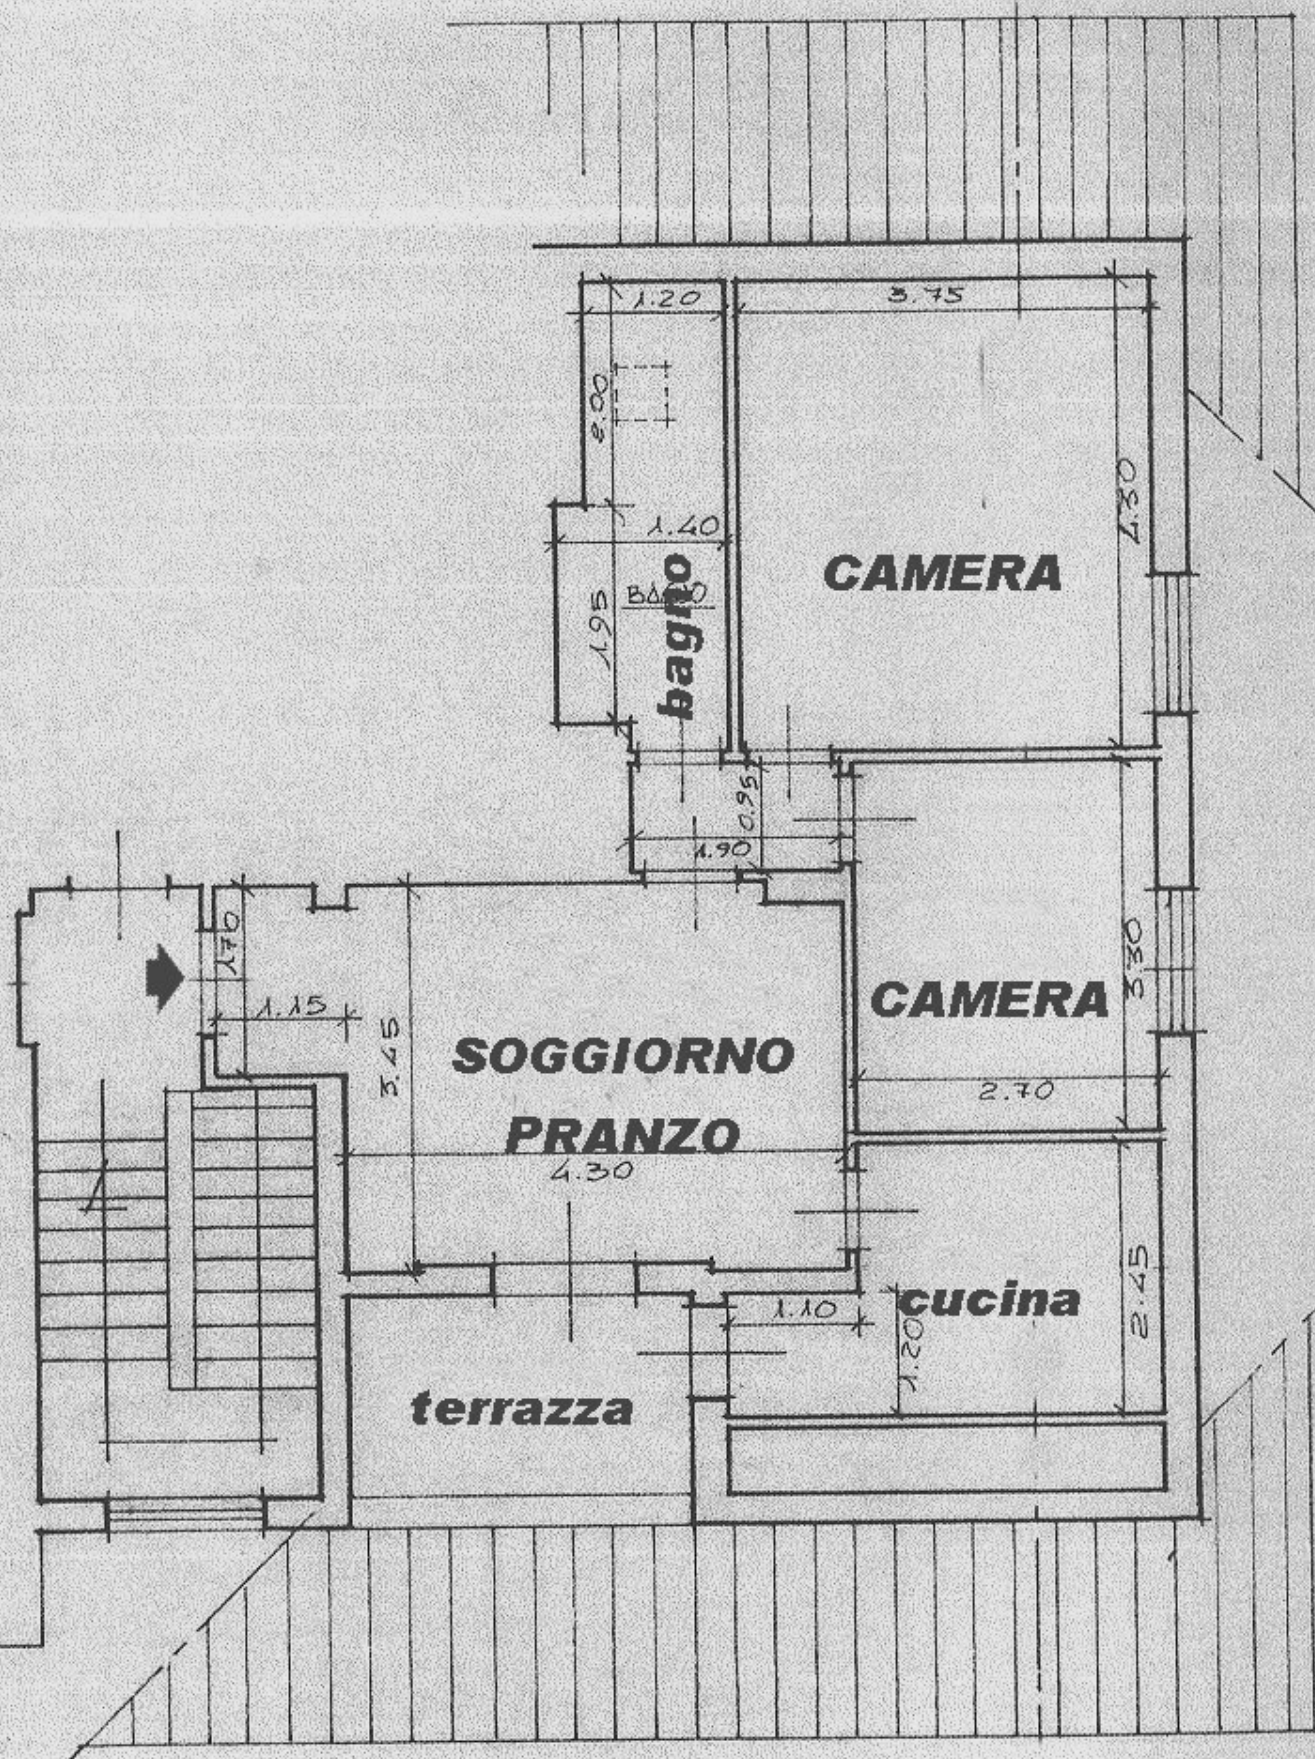 1.20
3.75
2.00
4.30
1.40
CAMERA
BAGNO
bagno
1.95
0.95
1.90
1.70
1.15
3.45
SOGGIORNO
PRANZO
4.30
CAMERA
3.30
2.70
cucina
1.10
1.20
2.45
terrazza